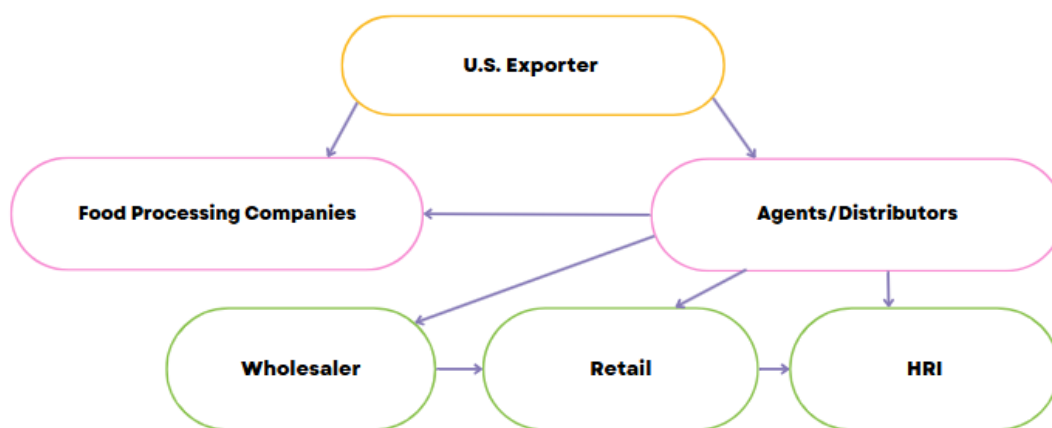 U.S. Exporter
Food Processing Companies
Agents/Distributors
Wholesaler
Retail
HRI